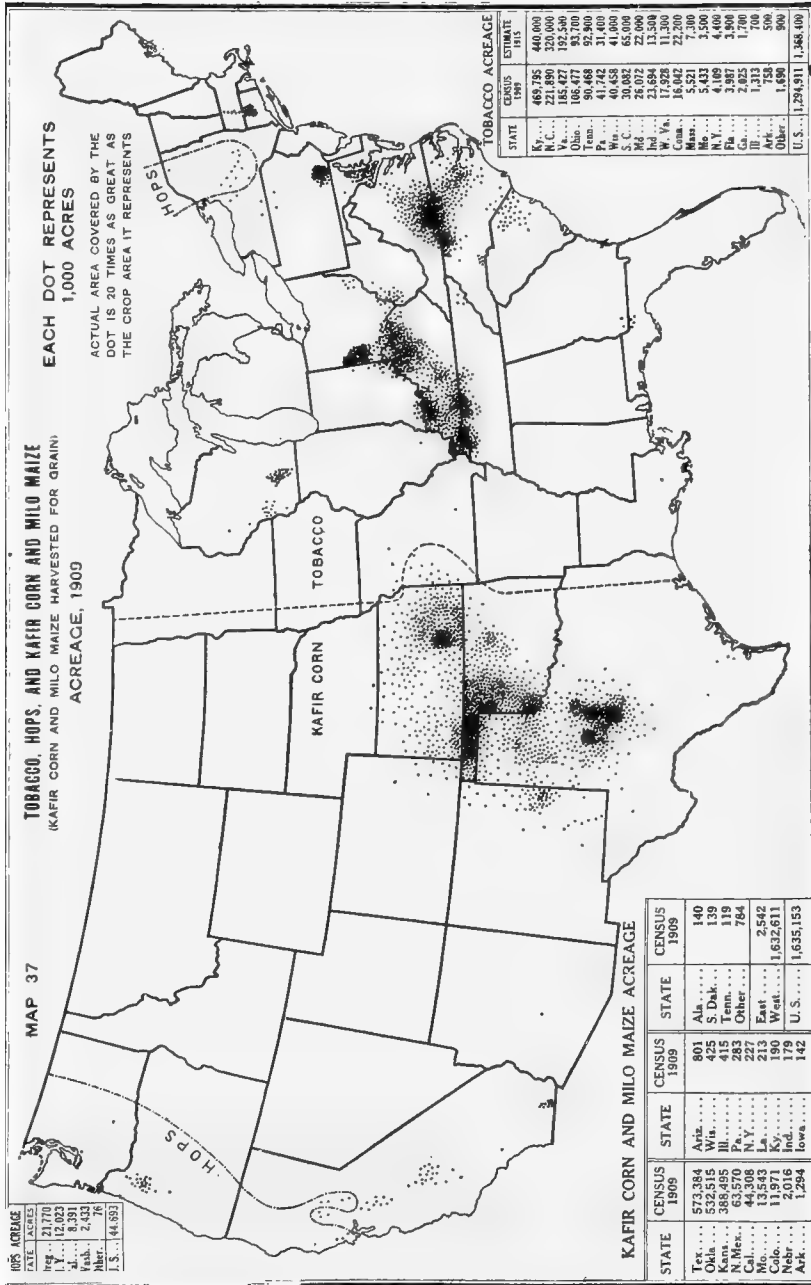 MAP 37
TOBACCO, HOPS, AND KAFIR CORN AND MILO MAIZE
(KAFIR CORN AND MILO MAIZE HARVESTED FOR GRAIN)
ACREAGE, 1909
EACH DOT REPRESENTS
1,000 ACRES
ACTUAL AREA COVERED BY THE
DOT IS 20 TIMES AS GREAT AS
THE CROP AREA IT REPRESENTS
HOPS ACREAGE
TATE ACRES
reg.. 21,770
.Y... 12,023
al... 8,391
Vash. 2,433
ther. 76
J. S... 44,693
HOPS
HOPS
KAFIR CORN
TOBACCO
KAFIR CORN AND MILO MAIZE ACREAGE
STATE CENSUS 1909 STATE CENSUS 1909 STATE CENSUS 1909
Tex.... 573,384 Ariz..... 801 Ala..... 140
Okla... 532,515 Wis..... 425 S. Dak... 139
Kans... 388,495 Ill...... 415 Tenn..... 119
N. Mex. 63,570 Pa...... 283 Other.... 784
Cal..... 44,308 N.Y..... 227
Mo..... 13,543 La...... 213 East .... 2,542
Colo... 11,971 Ky...... 190 West.... 1,632,611
Nebr... 2,016 Ind..... 179
Ark.... 1,294 Iowa.... 142 U.S..... 1,635,153
TOBACCO ACREAGE
STATE CENSUS 1909 ESTIMATE 1915
Ky.... 469,795 440,000
N.C... 221,890 320,000
Va.... 185,427 192,500
Ohio.. 106,477 93,700
Tenn.. 90,468 92,900
Pa.... 41,742 31,400
Wis... 40,458 41,000
S. C... 30,082 65,000
Md.... 26,072 22,000
Ind... 23,694 13,500
W. Va. 17,928 11,300
Conn.. 16,042 22,200
Mass.. 5,521 7,300
Mo.... 5,433 3,500
N.Y... 4,109 4,400
Fla... 3,987 3,900
Ga.... 2,025 1,700
Ill.... 1,313 700
Ark... 758 500
Other. 1,690 900
U.S... 1,294,911 1,368,400